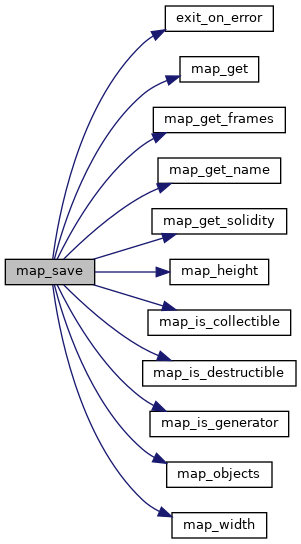 exit_on_error
map_get
map_get_frames
map_get_name
map_get_solidity
map_save
map_height
map_is_collectible
map_is_destructible
map_is_generator
map_objects
map_width